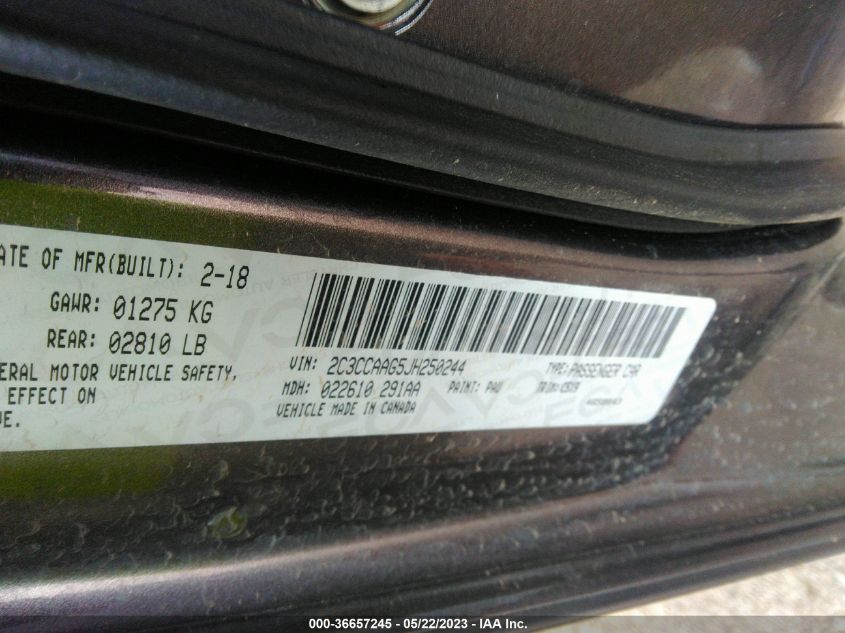 ATE OF MFR(BUILT): 2-18
GAWR: 01275 KG
REAR: 02810 LB
ERAL MOTOR VEHICLE SAFETY,
EFFECT ON
VE.
VIN: 2C3CCAAG5JH250244
TYPE: PASSENGER CAR
MDH: 022610 291AA
PAINT: PAU
TRIM:
VEHICLE MADE IN CANADA
000-36657245 - 05/22/2023 - IAA Inc.